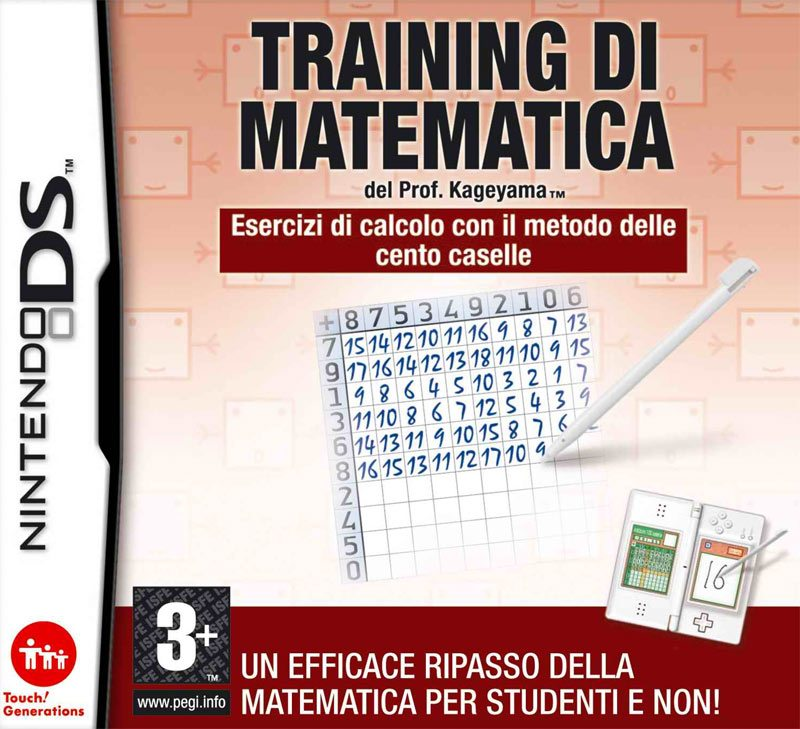 TRAINING DI
MATEMATICA
del Prof. Kageyama™
Esercizi di calcolo con il metodo delle
cento caselle
+ 8 7 5 3 4 9 2 1 0 6
7 15 14 12 10 11 16 9 8 7 13
9 17 16 14 12 13 18 11 10 9 15
1 9 8 6 4 5 10 3 2 1 7
3 11 10 8 6 7 12 5 4 3 9
6 14 13 11 9 10 15 8 7 6
8 16 15 13 11 12 17 10 9
2
4
5
0
16
NINTENDO DS™
Touch!
Generations
3+™
ISFE
www.pegi.info
UN EFFICACE RIPASSO DELLA
MATEMATICA PER STUDENTI E NON!